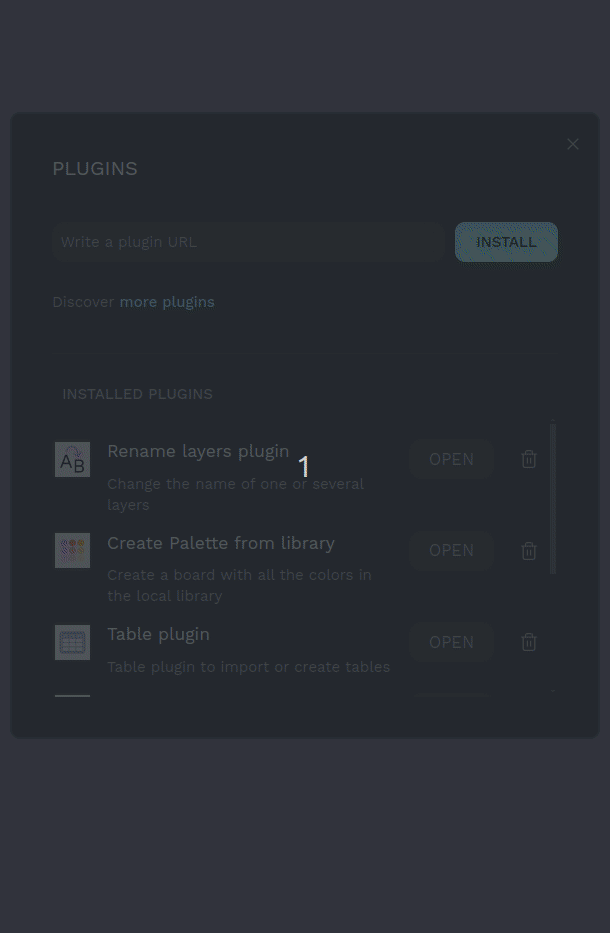 PLUGINS
Write a plugin URL
INSTALL
Discover more plugins
INSTALLED PLUGINS
AB
Rename layers plugin
1
OPEN
Change the name of one or several
layers
Create Palette from library
OPEN
Create a board with all the colors in
the local library
Table plugin
OPEN
Table plugin to import or create tables